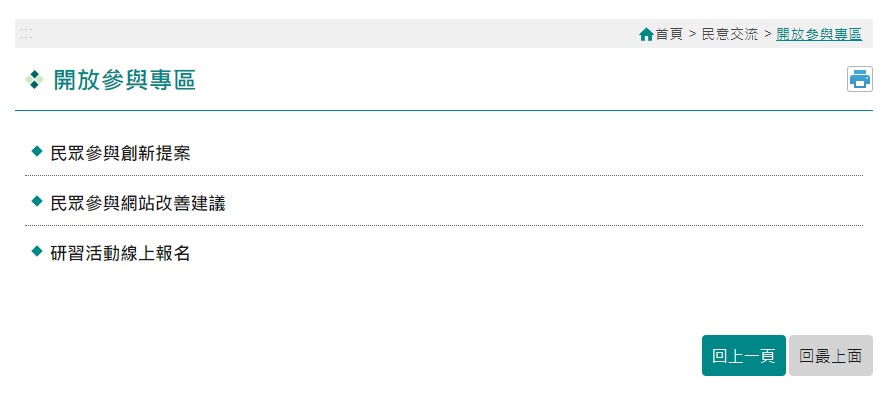 :::
首頁 > 民意交流 > 開放參與專區
開放參與專區
民眾參與創新提案
民眾參與網站改善建議
研習活動線上報名
回上一頁 回最上面